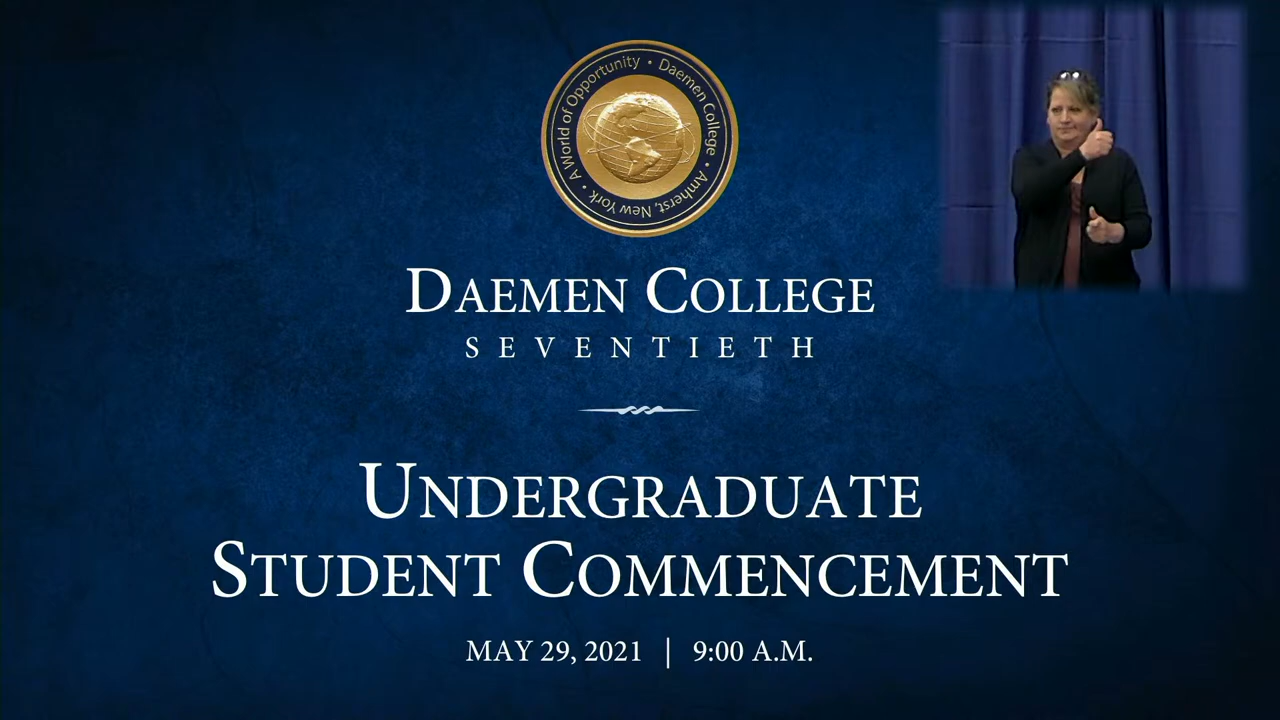 A World of Opportunity • Daemen College • Amherst, New York •
DAEMEN COLLEGE
SEVENTIETH
UNDERGRADUATE
STUDENT COMMENCEMENT
MAY 29, 2021 | 9:00 A.M.